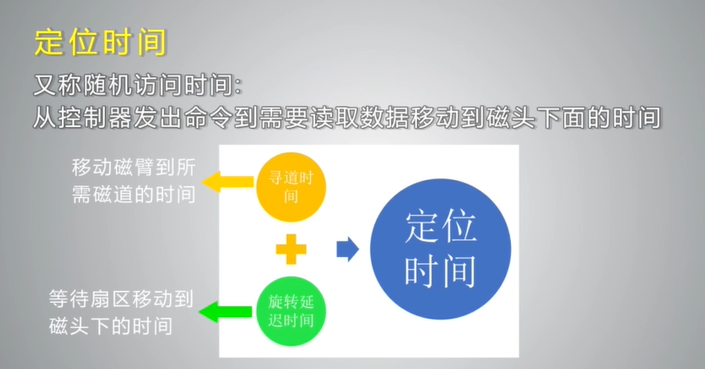 定位时间
又称随机访问时间:
从控制器发出命令到需要读取数据移动到磁头下面的时间
移动磁臂到所
需磁道的时间
寻道时
间
定位
时间
等待扇区移动到
磁头下的时间
旋转延
迟时间